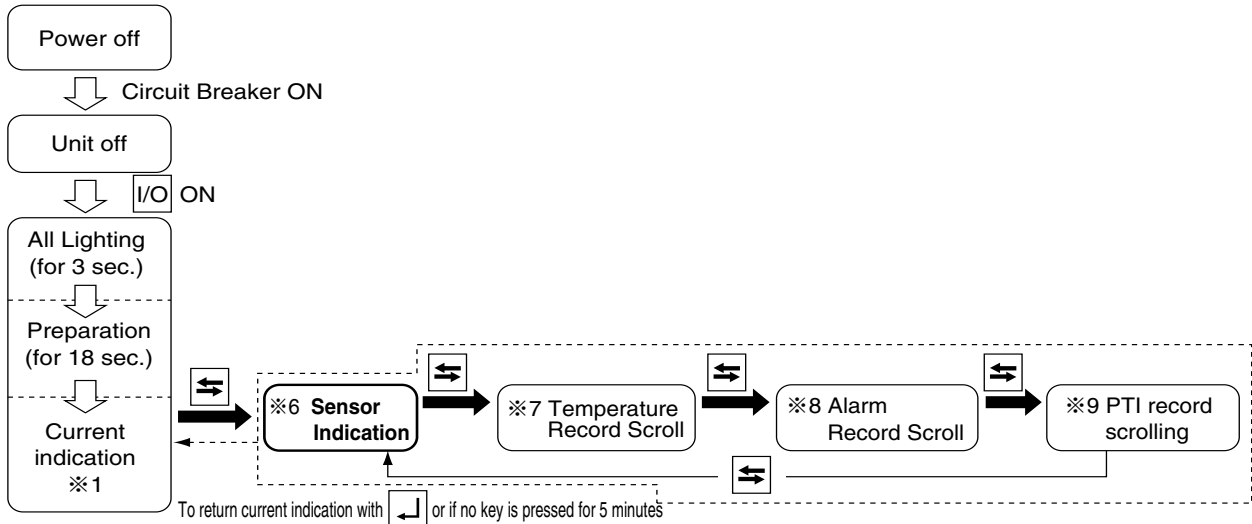 Power off
Circuit Breaker ON
Unit off
I/O ON
All Lighting
(for 3 sec.)
Preparation
(for 18 sec.)
Current
indication
※1
※6 Sensor
Indication
※7 Temperature
Record Scroll
※8 Alarm
Record Scroll
※9 PTI record
scrolling
To return current indication with ↵ or if no key is pressed for 5 minutes